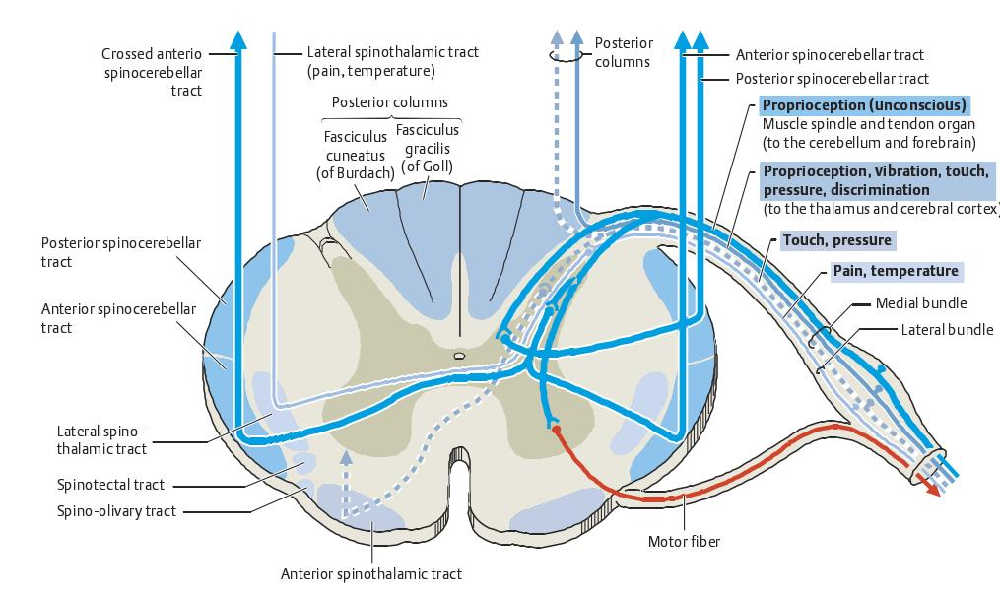 Crossed anterio
spinocerebellar
tract
Lateral spinothalamic tract
(pain, temperature)
Posterior columns
Fasciculus
cuneatus
(of Burdach)
Fasciculus
gracilis
(of Goll)
Posterior
columns
Anterior spinocerebellar tract
Posterior spinocerebellar tract
Proprioception (unconscious)
Muscle spindle and tendon organ
(to the cerebellum and forebrain)
Proprioception, vibration, touch,
pressure, discrimination
(to the thalamus and cerebral cortex)
Touch, pressure
Pain, temperature
Medial bundle
Lateral bundle
Posterior spinocerebellar
tract
Anterior spinocerebellar
tract
Lateral spino-
thalamic tract
Spinotectal tract
Spino-olivary tract
Anterior spinothalamic tract
Motor fiber